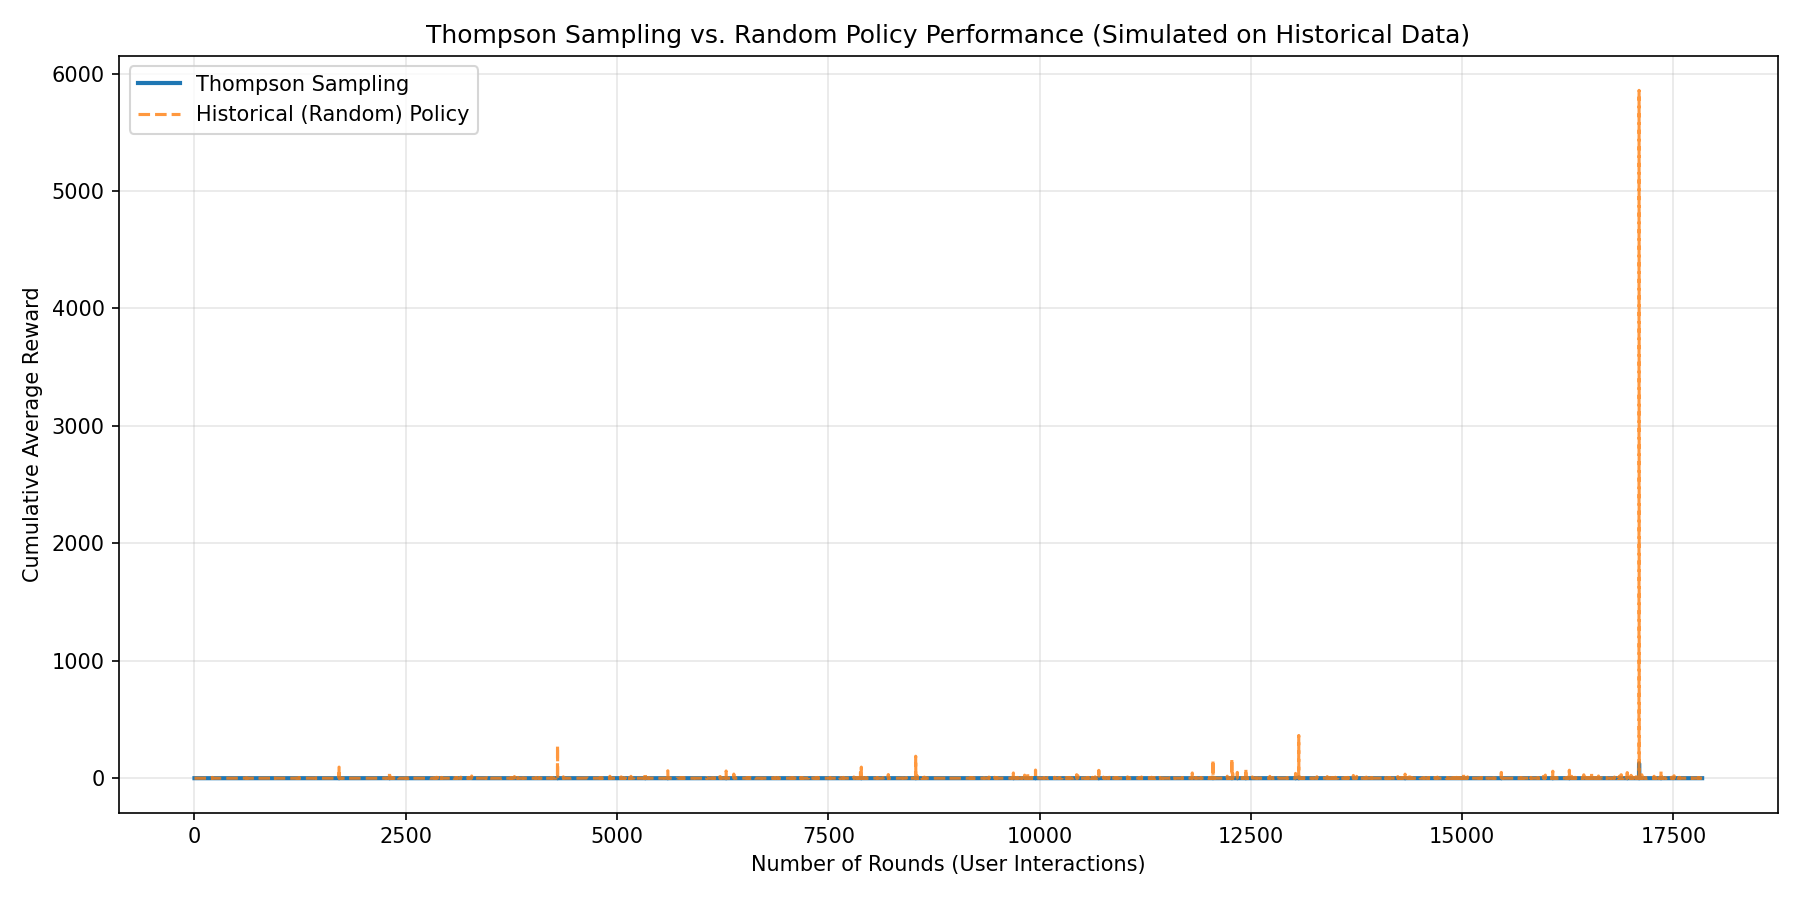 Thompson Sampling vs. Random Policy Performance (Simulated on Historical Data)
Thompson Sampling
Historical (Random) Policy
Cumulative Average Reward
6000
5000
4000
3000
2000
1000
0
0 2500 5000 7500 10000 12500 15000 17500
Number of Rounds (User Interactions)